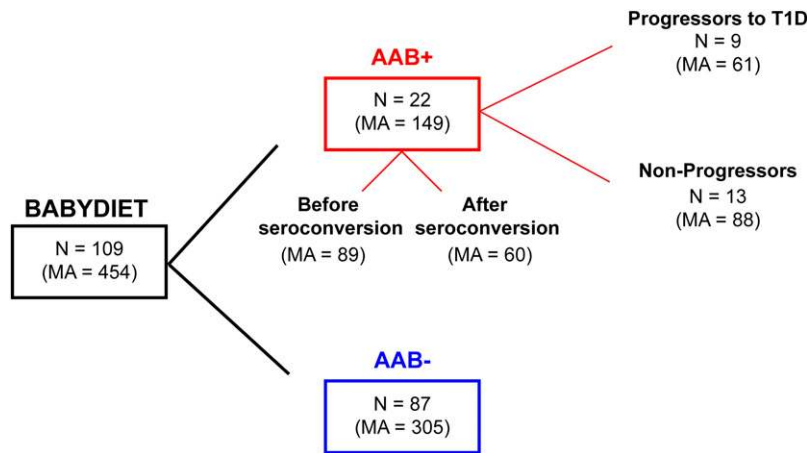 Progressors to T1D
N = 9
(MA = 61)
AAB+
N = 22
(MA = 149)
Non-Progressors
N = 13
(MA = 88)
Before
seroconversion
(MA = 89)
After
seroconversion
(MA = 60)
BABYDIET
N = 109
(MA = 454)
AAB-
N = 87
(MA = 305)